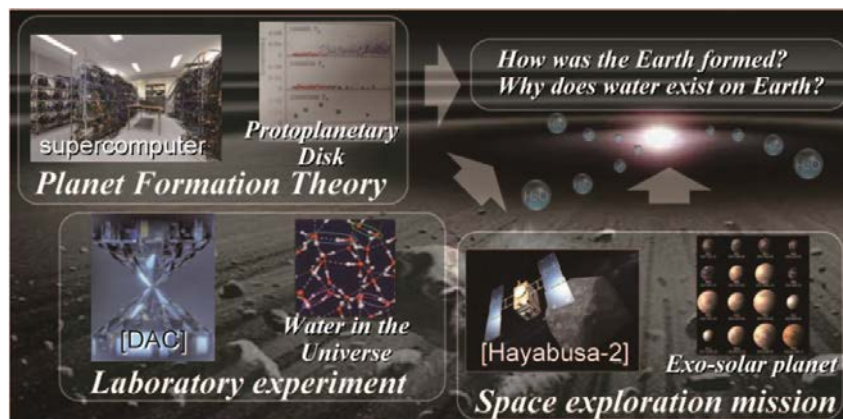 How was the Earth formed?
Why does water exist on Earth?
supercomputer
Protoplanetary
Disk
Planet Formation Theory
[DAC]
Water in the
Universe
Laboratory experiment
[Hayabusa-2]
Exo-solar planet
Space exploration mission